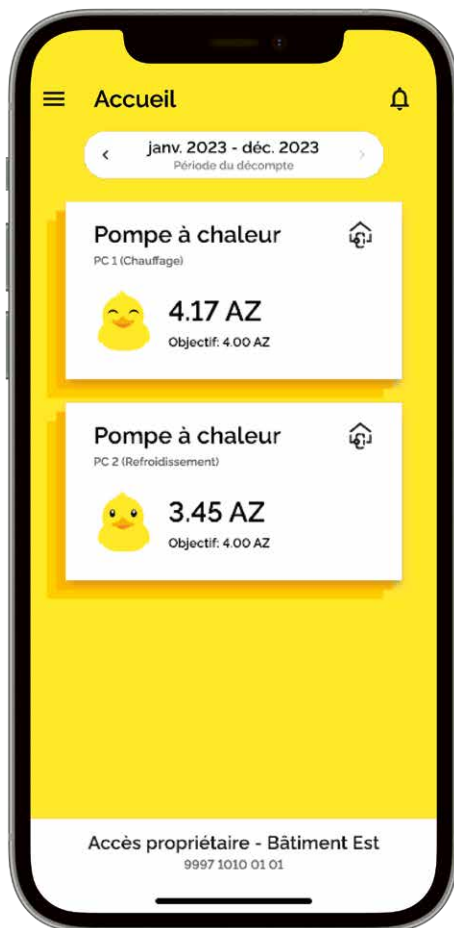 Accueil
janv. 2023 - déc. 2023
Période du décompte
Pompe à chaleur
PC 1 (Chauffage)
4.17 AZ
Objectif: 4.00 AZ
Pompe à chaleur
PC 2 (Refroidissement)
3.45 AZ
Objectif: 4.00 AZ
Accès propriétaire - Bâtiment Est
9997 1010 01 01